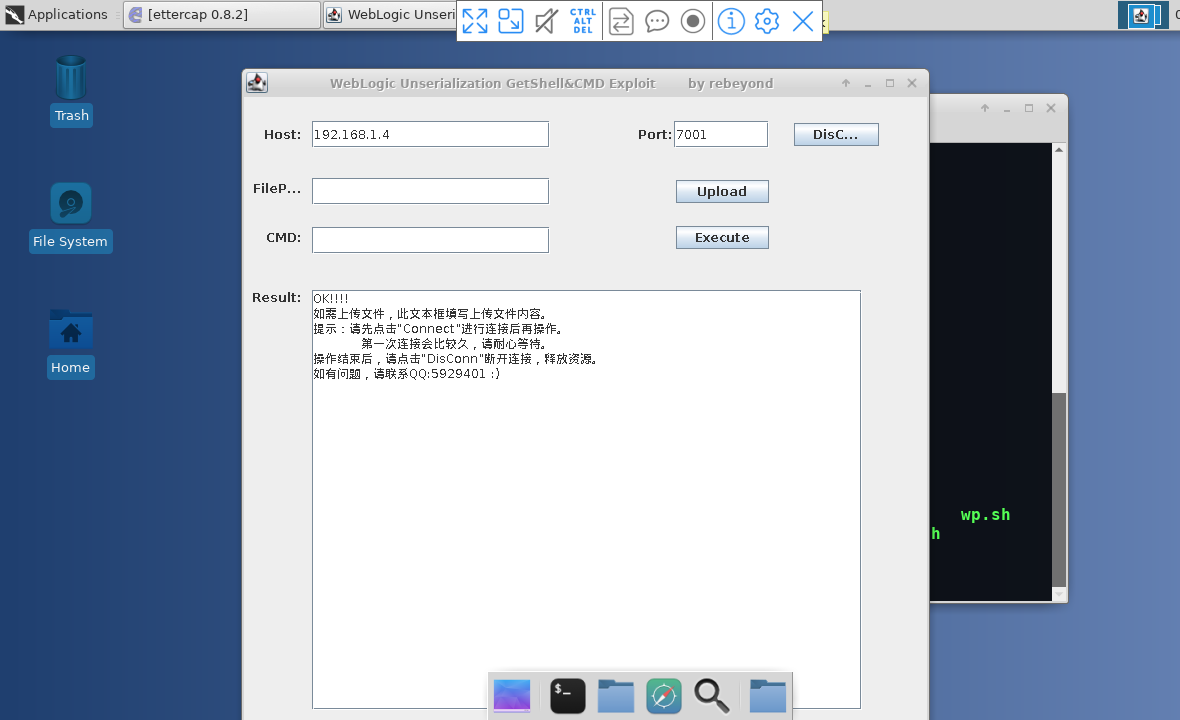 Applications
[ettercap 0.8.2]
WebLogic Unseri
CTRL
ALT
DEL
Trash
File System
Home
WebLogic Unserialization GetShell&CMD Exploit by rebeyond
Host:
192.168.1.4
Port:
7001
DisC...
FileP...
Upload
CMD:
Execute
Result:
OK!!!!
如需上传文件，此文本框填写上传文件内容。
提示：请先点击"Connect"进行连接后再操作。
第一次连接会比较久，请耐心等待。
操作结束后，请点击"DisConn"断开连接，释放资源。
如有问题，请联系QQ:5929401 :)
wp.sh
h
$_